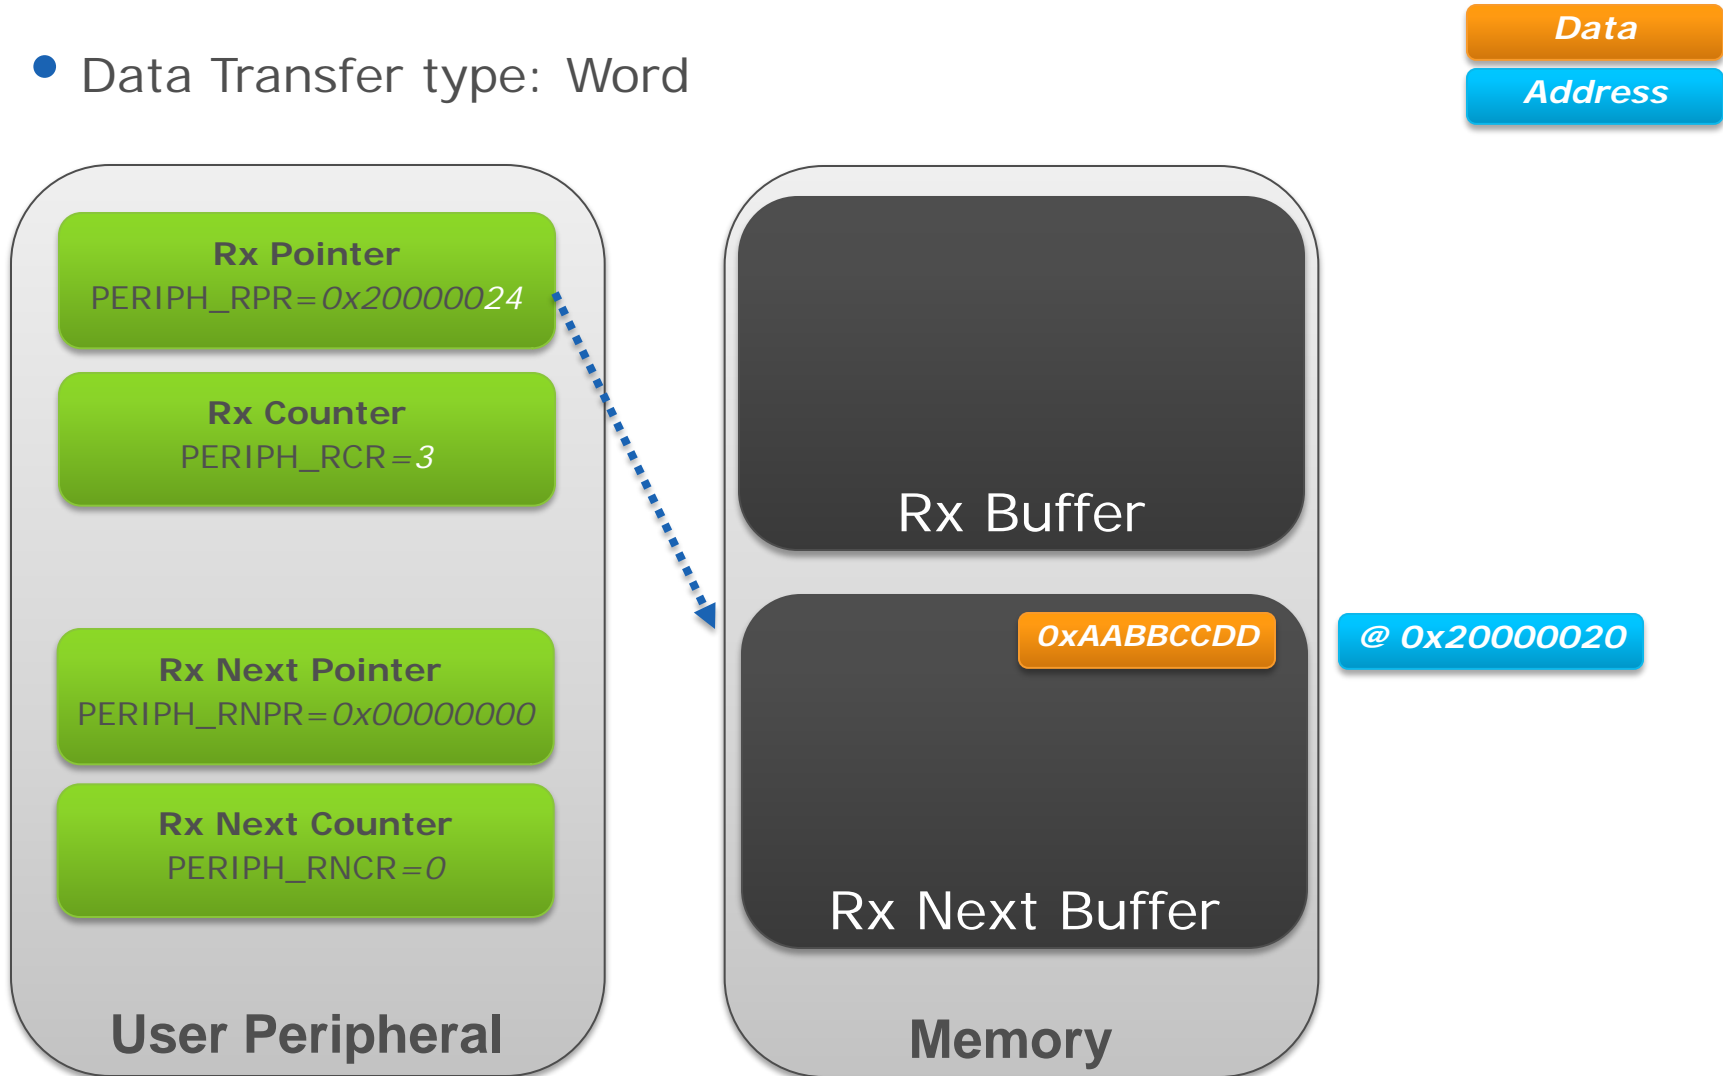 Data
• Data Transfer type: Word
Address
Rx Pointer
PERIPH_RPR=0x20000024
Rx Counter
PERIPH_RCR=3
Rx Buffer
0xAABBCCDD
@ 0x20000020
Rx Next Pointer
PERIPH_RNPR=0x00000000
Rx Next Counter
PERIPH_RNCR=0
Rx Next Buffer
User Peripheral
Memory